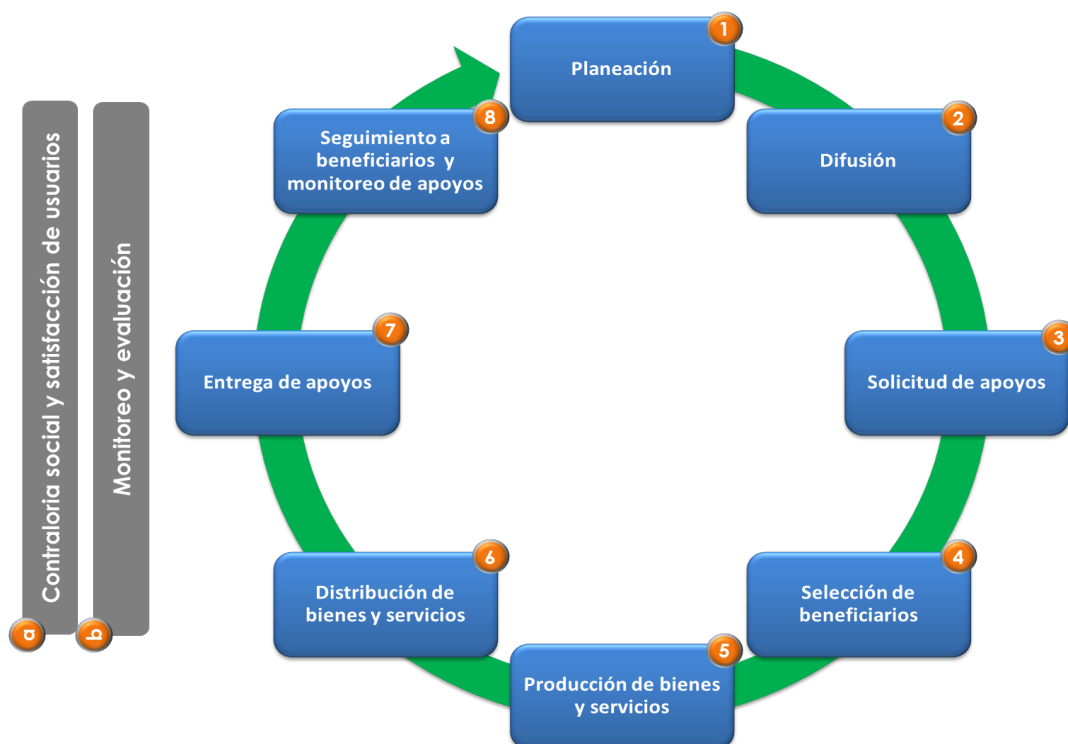 1
Planeación
2
Difusión
3
Solicitud de apoyos
4
Selección de
beneficiarios
5
Producción de bienes
y servicios
6
Distribución de
bienes y servicios
7
Entrega de apoyos
8
Seguimiento a
beneficiarios y
monitoreo de apoyos
a
Contraloria social y satisfacción de usuarios
b
Monitoreo y evaluación